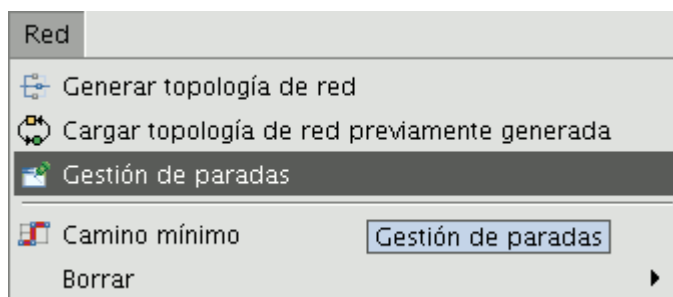 Red
Generar topología de red
Cargar topología de red previamente generada
Gestión de paradas
Camino mínimo
Gestión de paradas
Borrar